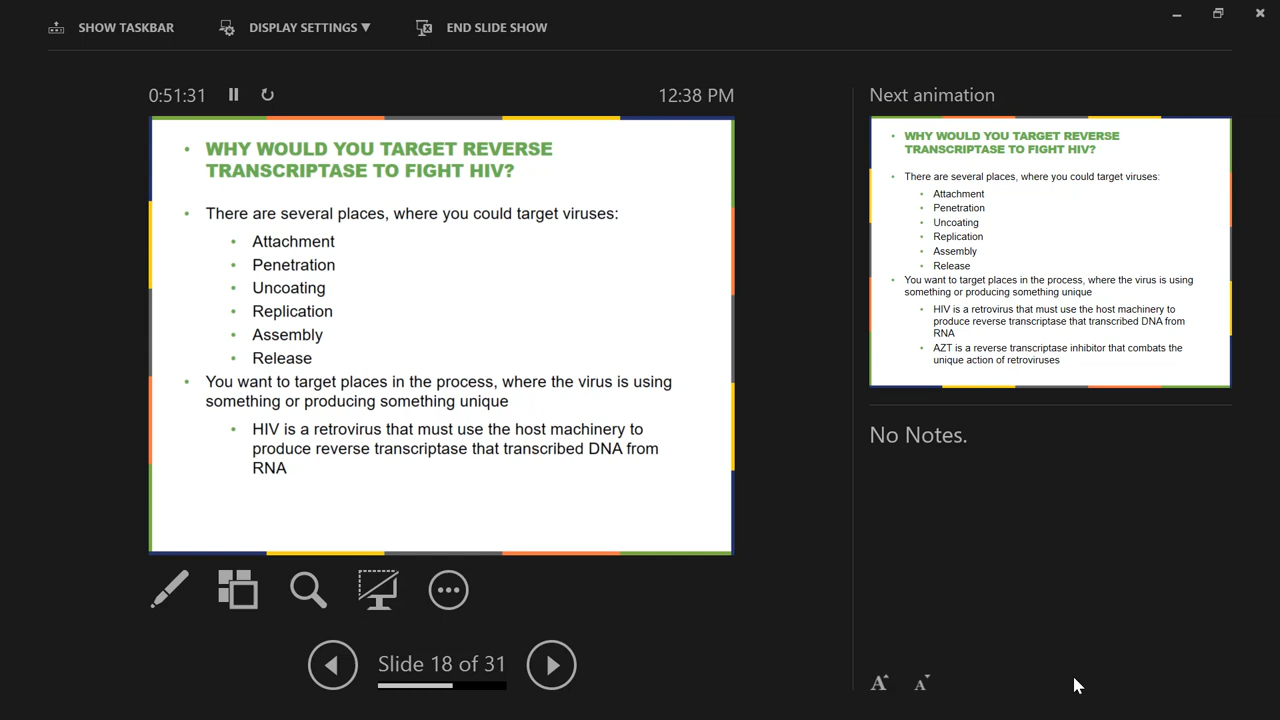 SHOW TASKBAR
DISPLAY SETTINGS ▼
END SLIDE SHOW
0:51:31
12:38 PM
• WHY WOULD YOU TARGET REVERSE
TRANSCRIPTASE TO FIGHT HIV?
• There are several places, where you could target viruses:
• Attachment
• Penetration
• Uncoating
• Replication
• Assembly
• Release
• You want to target places in the process, where the virus is using
something or producing something unique
• HIV is a retrovirus that must use the host machinery to
produce reverse transcriptase that transcribed DNA from
RNA
Slide 18 of 31
Next animation
• WHY WOULD YOU TARGET REVERSE
TRANSCRIPTASE TO FIGHT HIV?
• There are several places, where you could target viruses:
• Attachment
• Penetration
• Uncoating
• Replication
• Assembly
• Release
• You want to target places in the process, where the virus is using
something or producing something unique
• HIV is a retrovirus that must use the host machinery to
produce reverse transcriptase that transcribed DNA from
RNA
• AZT is a reverse transcriptase inhibitor that combats the
unique action of retroviruses
No Notes.
A A